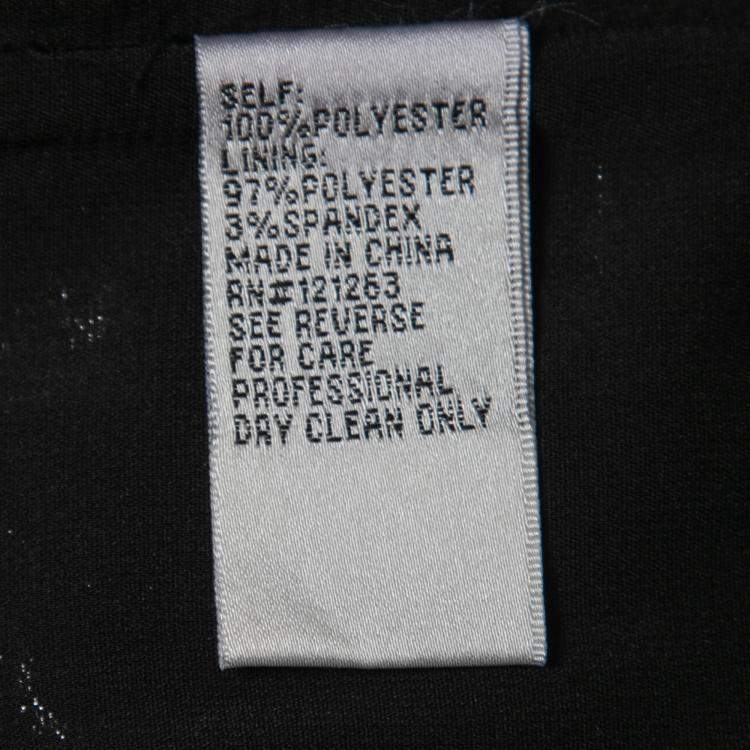 SELF:
100%POLYESTER
LINING:
97%POLYESTER
3%SPANDEX
MADE IN CHINA
RN#121263
SEE REVERSE
FOR CARE
PROFESSIONAL
DRY CLEAN ONLY